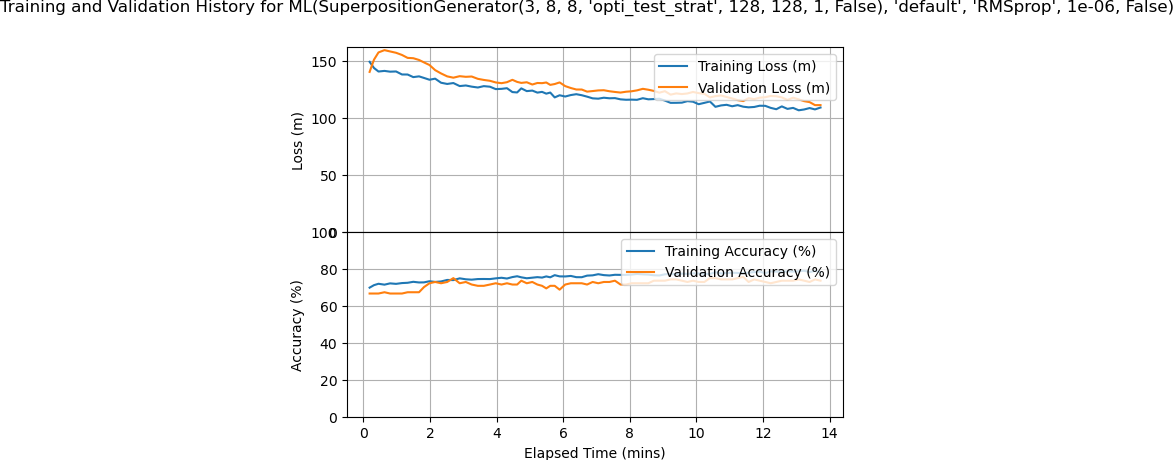 Training and Validation History for ML(SuperpositionGenerator(3, 8, 8, 'opti_test_strat', 128, 128, 1, False), 'default', 'RMSprop', 1e-06, False)
150
100
50
0
Loss (m)
Training Loss (m)
Validation Loss (m)
100
80
60
40
20
0
Accuracy (%)
Training Accuracy (%)
Validation Accuracy (%)
0 2 4 6 8 10 12 14
Elapsed Time (mins)